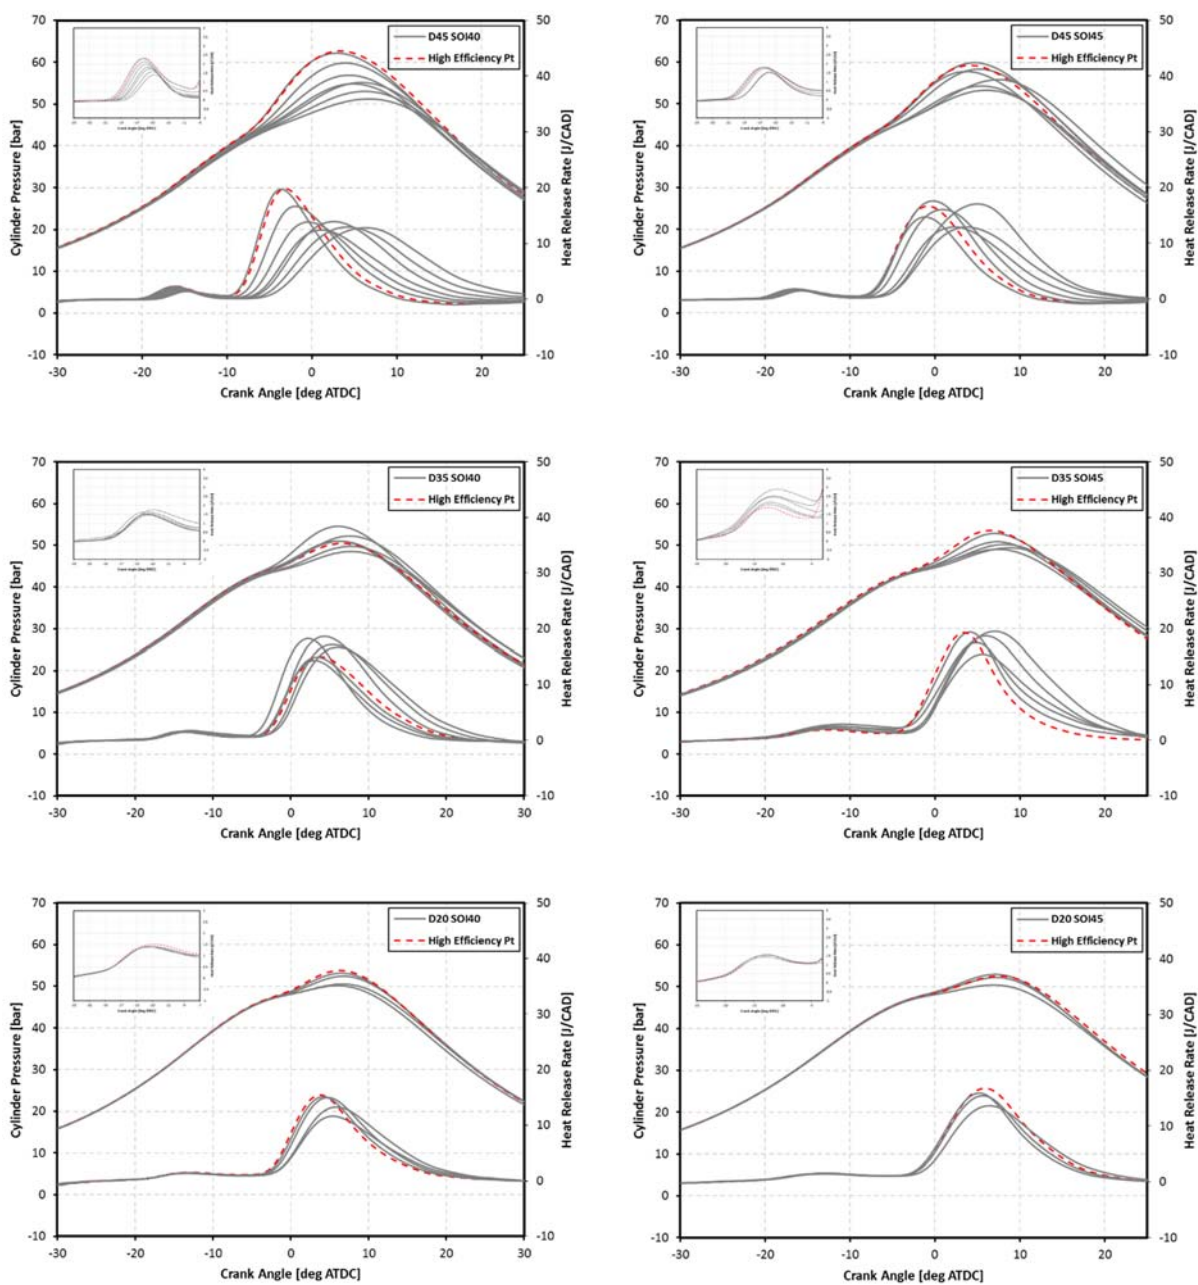 D45 SOI40
High Efficiency Pt
Cylinder Pressure [bar]
70
60
50
40
30
20
10
0
-10
Heat Release Rate [J/CAD]
50
40
30
20
10
0
-10
-30 -20 -10 0 10 20
Crank Angle [deg ATDC]
D45 SOI45
High Efficiency Pt
Cylinder Pressure [bar]
70
60
50
40
30
20
10
0
-10
Heat Release Rate [J/CAD]
50
40
30
20
10
0
-10
-30 -20 -10 0 10 20
Crank Angle [deg ATDC]
D35 SOI40
High Efficiency Pt
Cylinder Pressure [bar]
70
60
50
40
30
20
10
0
-10
Heat Release Rate [J/CAD]
50
40
30
20
10
0
-10
-30 -20 -10 0 10 20 30
Crank Angle [deg ATDC]
D35 SOI45
High Efficiency Pt
Cylinder Pressure [bar]
70
60
50
40
30
20
10
0
-10
Heat Release Rate [J/CAD]
50
40
30
20
10
0
-10
-30 -20 -10 0 10 20
Crank Angle [deg ATDC]
D20 SOI40
High Efficiency Pt
Cylinder Pressure [bar]
70
60
50
40
30
20
10
0
-10
Heat Release Rate [J/CAD]
50
40
30
20
10
0
-10
-30 -20 -10 0 10 20 30
Crank Angle [deg ATDC]
D20 SOI45
High Efficiency Pt
Cylinder Pressure [bar]
70
60
50
40
30
20
10
0
-10
Heat Release Rate [J/CAD]
50
40
30
20
10
0
-10
-30 -20 -10 0 10 20
Crank Angle [deg ATDC]